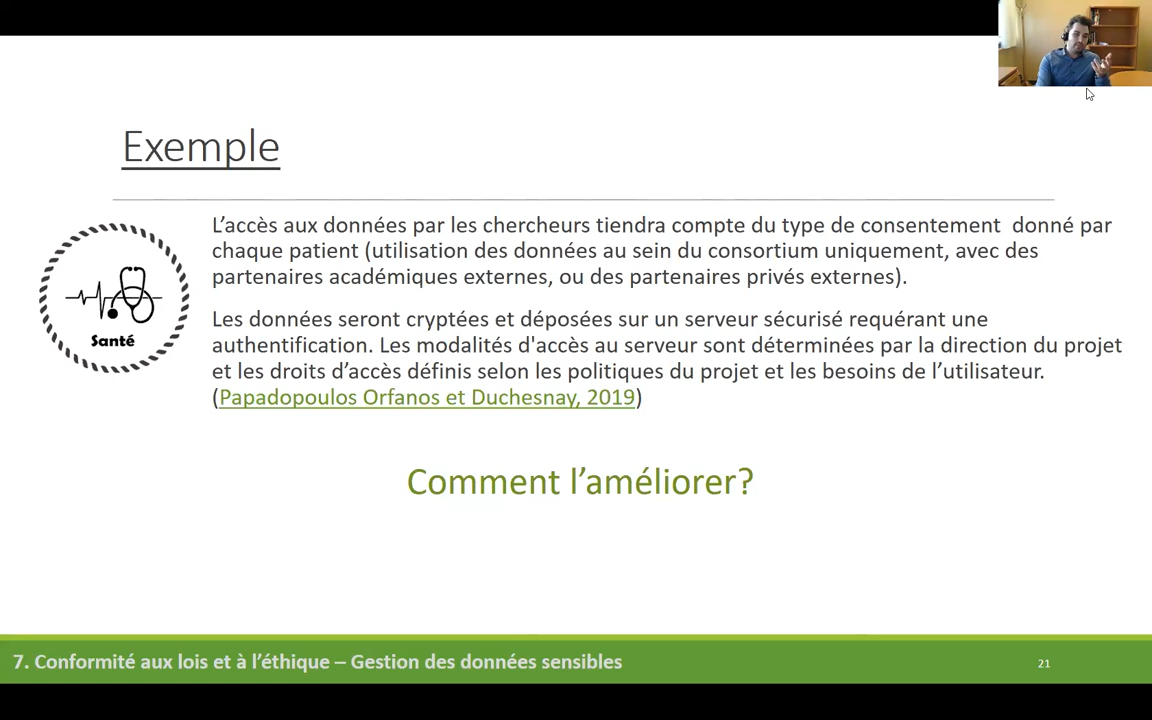 Exemple
L’accès aux données par les chercheurs tiendra compte du type de consentement donné par
chaque patient (utilisation des données au sein du consortium uniquement, avec des
partenaires académiques externes, ou des partenaires privés externes).
Santé
Les données seront cryptées et déposées sur un serveur sécurisé requérant une
authentification. Les modalités d'accès au serveur sont déterminées par la direction du projet
et les droits d’accès définis selon les politiques du projet et les besoins de l’utilisateur.
(Papadopoulos Orfanos et Duchesnay, 2019)
Comment l’améliorer?
7. Conformité aux lois et à l’éthique – Gestion des données sensibles
21